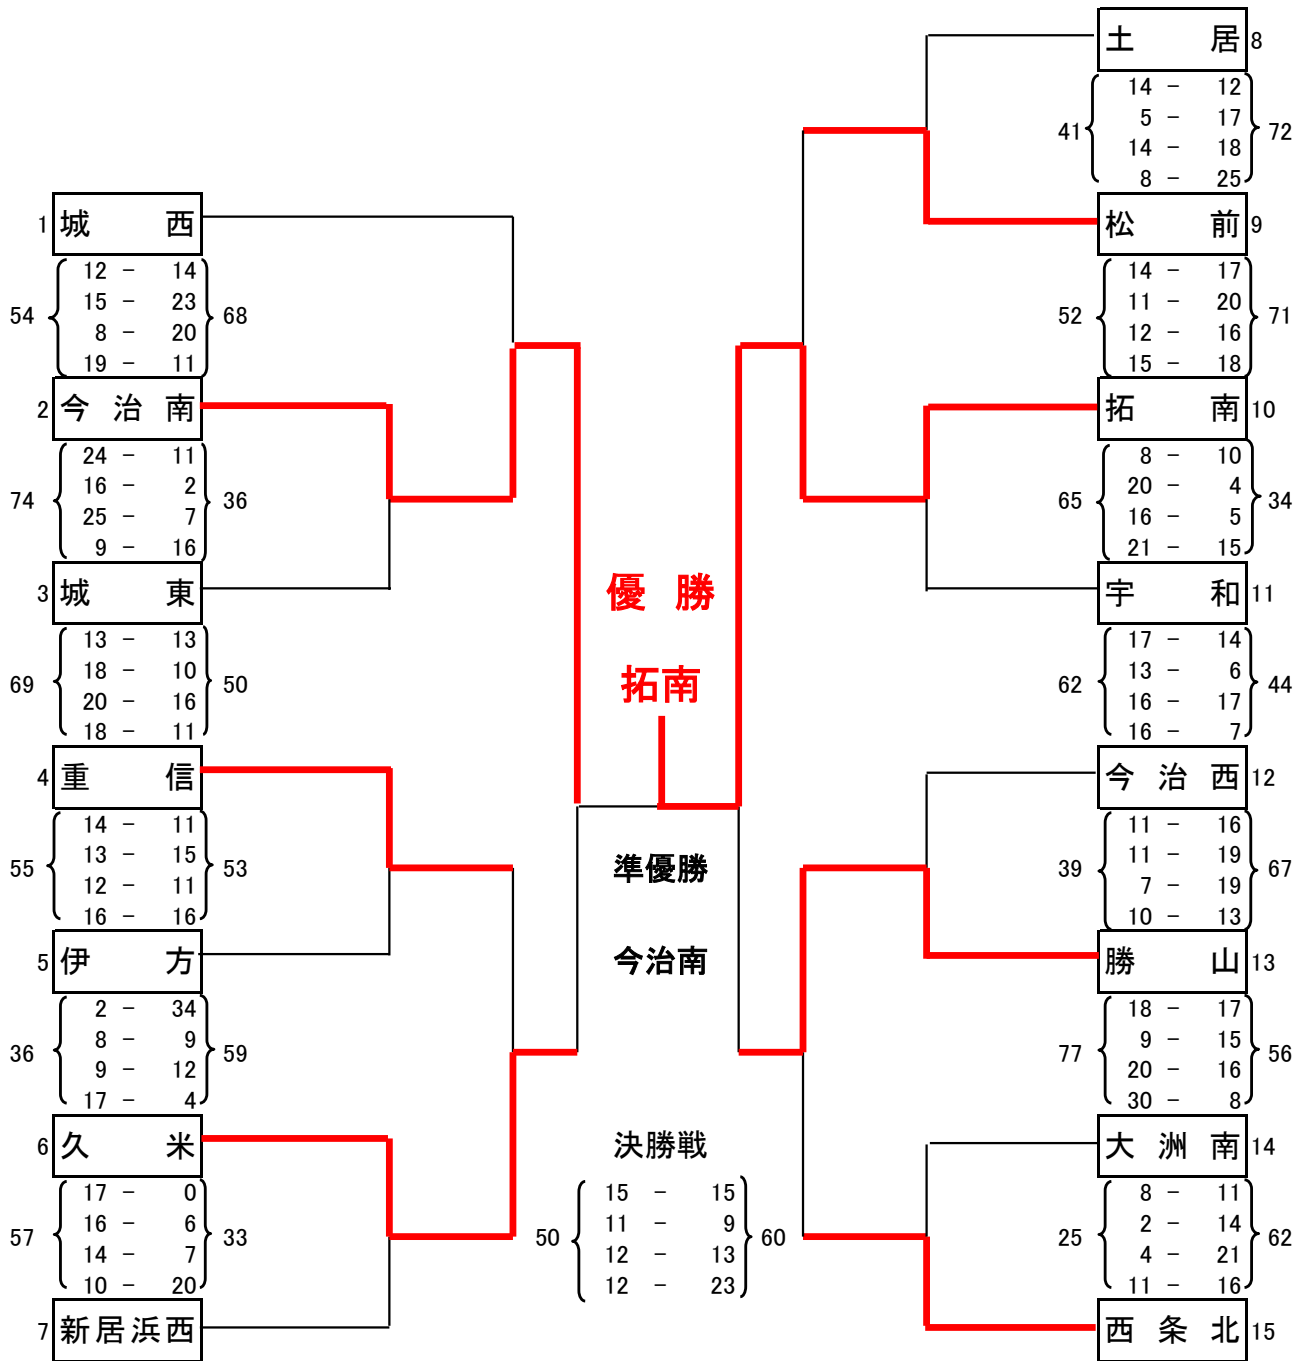 1 城西
12 - 14
15 - 23
8 - 20
19 - 11
54 68
2 今治南
24 - 11
16 - 2
25 - 7
9 - 16
74 36
3 城東
13 - 13
18 - 10
20 - 16
18 - 11
69 50
4 重信
14 - 11
13 - 15
12 - 11
16 - 16
55 53
5 伊方
2 - 34
8 - 9
9 - 12
17 - 4
36 59
6 久米
17 - 0
16 - 6
14 - 7
10 - 20
57 33
7 新居浜西
優勝
拓南
準優勝
今治南
決勝戦
15 - 15
11 - 9
12 - 13
12 - 23
50 60
土居 8
14 - 12
5 - 17
14 - 18
8 - 25
41 72
松前 9
14 - 17
11 - 20
12 - 16
15 - 18
52 71
拓南 10
8 - 10
20 - 4
16 - 5
21 - 15
65 34
宇和 11
17 - 14
13 - 6
16 - 17
16 - 7
62 44
今治西 12
11 - 16
11 - 19
7 - 19
10 - 13
39 67
勝山 13
18 - 17
9 - 15
20 - 16
30 - 8
77 56
大洲南 14
8 - 11
2 - 14
4 - 21
11 - 16
25 62
西条北 15